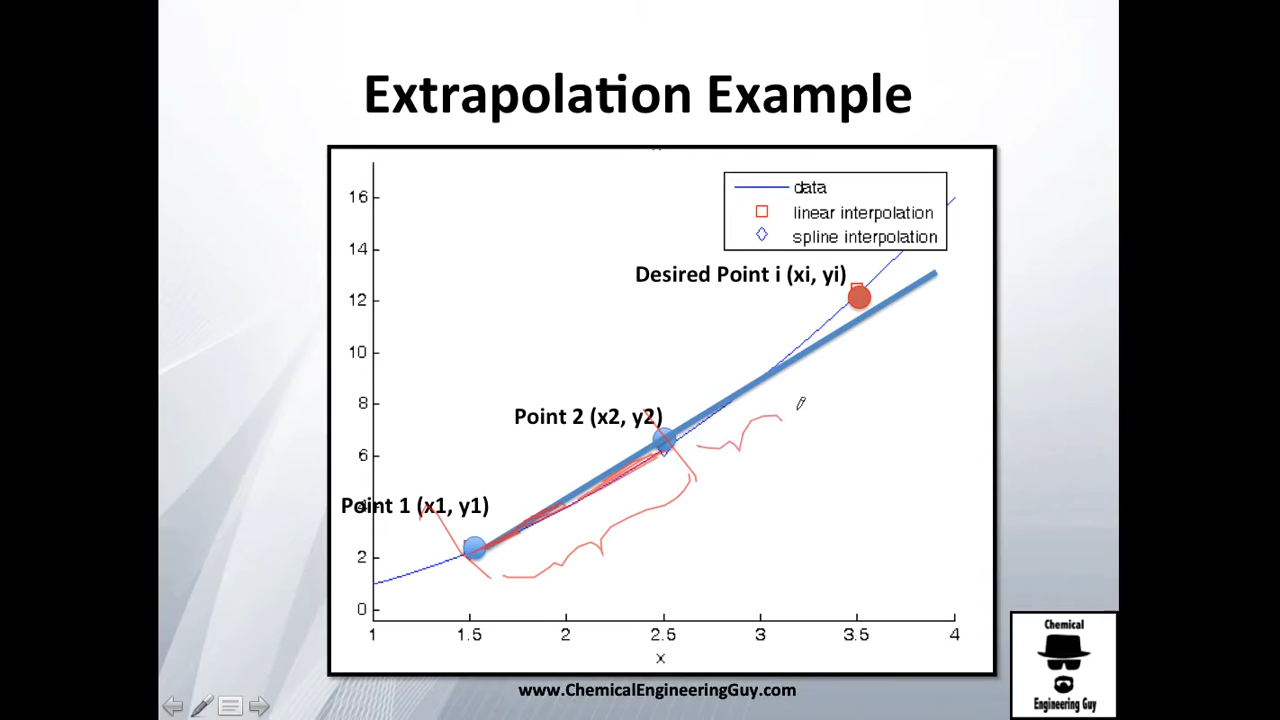 Extrapolation Example
16
14
12
10
8
6
4
2
0
1
1.5
2
2.5
3
3.5
4
x
data
linear interpolation
spline interpolation
Desired Point i (xi, yi)
Point 2 (x2, y2)
Point 1 (x1, y1)
www.ChemicalEngineeringGuy.com
Chemical
Engineering Guy